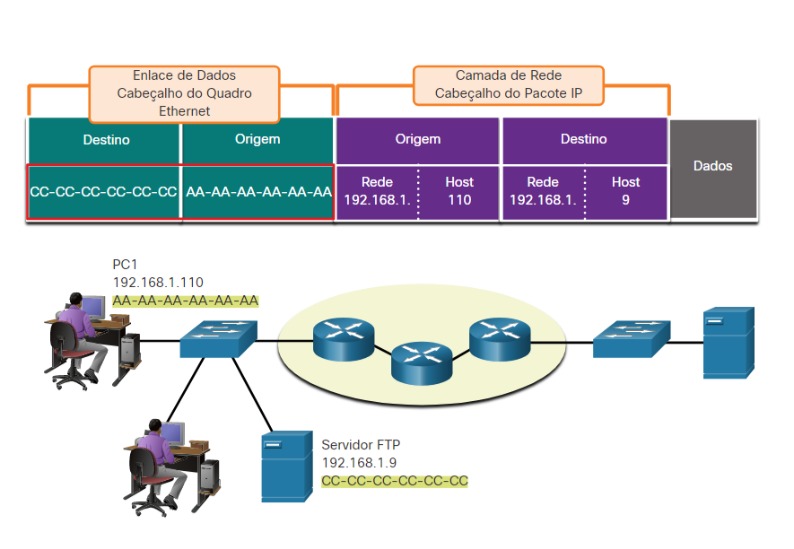 Enlace de Dados
Cabeçalho do Quadro
Ethernet
Camada de Rede
Cabeçalho do Pacote IP
Destino
Origem
Origem
Destino
Dados
CC-CC-CC-CC-CC-CC
AA-AA-AA-AA-AA-AA
Rede
192.168.1.
Host
110
Rede
192.168.1.
Host
9
PC1
192.168.1.110
AA-AA-AA-AA-AA-AA
Servidor FTP
192.168.1.9
CC-CC-CC-CC-CC-CC